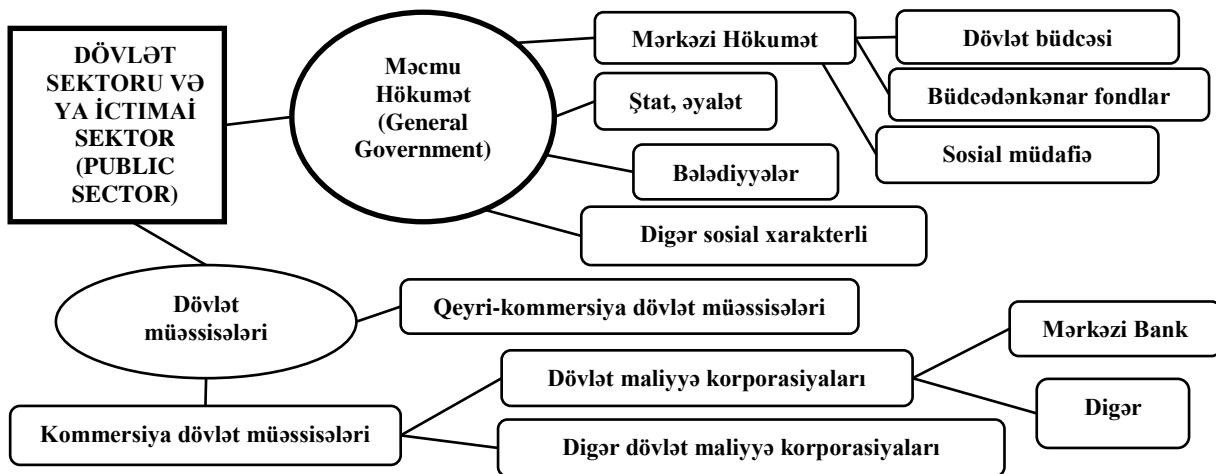 DÖVLƏT
SEKTORU VƏ
YA İCTIMAİ
SEKTOR
(PUBLIC
SECTOR)
Məcmu
Hökumət
(General
Government)
Mərkəzi Hökumət
Dövlət büdcəsi
Büdcədənkənar fondlar
Sosial müdafiə
Ştat, əyalət
Bələdiyyələr
Digər sosial xarakterli
Dövlət
müəssisələri
Qeyri-kommersiya dövlət müəssisələri
Kommersiya dövlət müəssisələri
Dövlət maliyyə korporasiyaları
Mərkəzi Bank
Digər
Digər dövlət maliyyə korporasiyaları